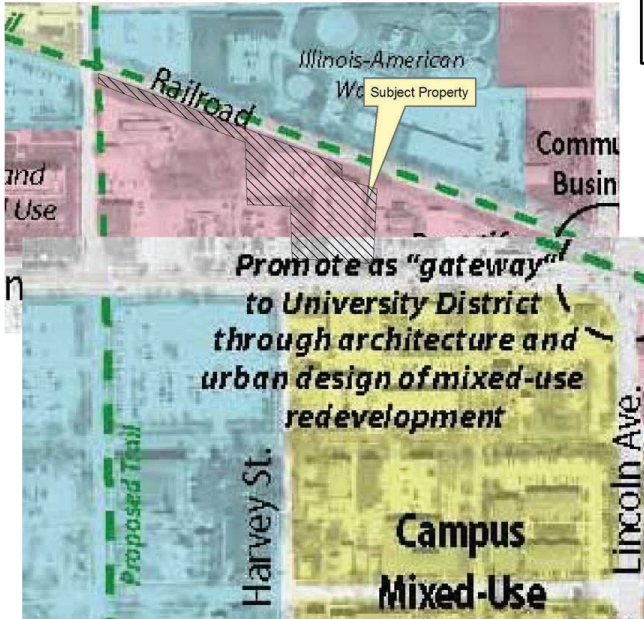 Railroad
Illinois-American
Subject Property
and
Use
Busin
Promote as "gateway"
to University District
through architecture and
urban design of mixed-use
redevelopment
Proposed Trail
Harvey St.
Campus
Mixed-Use
Lincoln Ave.